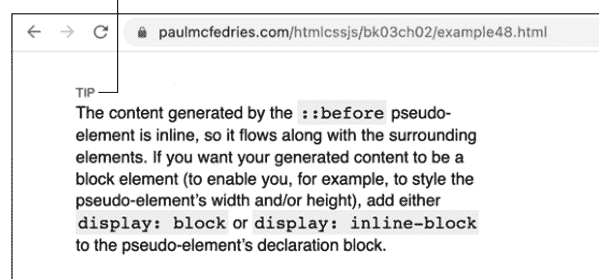 paulmcfedries.com/htmlcssjs/bk03ch02/example48.html
TIP
The content generated by the ::before pseudo-
element is inline, so it flows along with the surrounding
elements. If you want your generated content to be a
block element (to enable you, for example, to style the
pseudo-element's width and/or height), add either
display: block or display: inline-block
to the pseudo-element's declaration block.